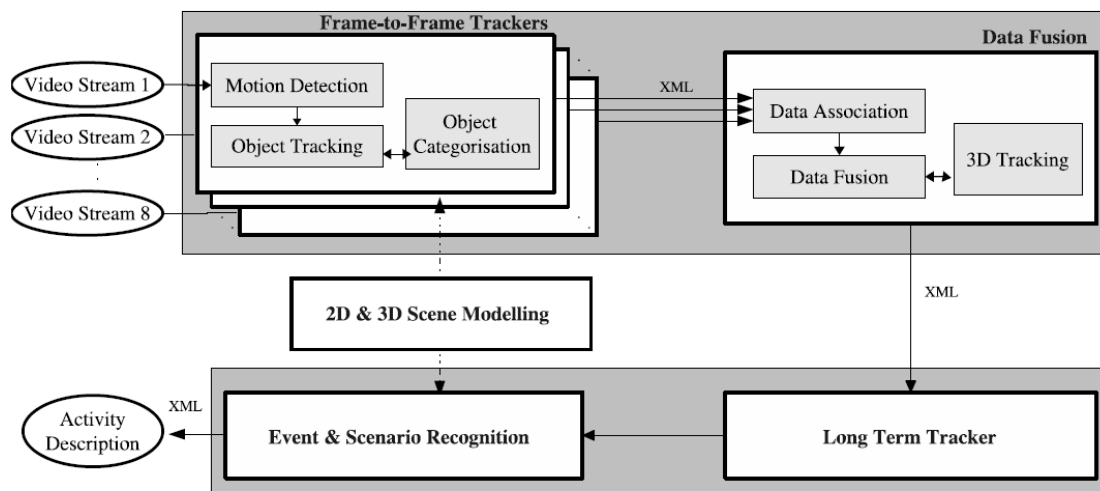 Frame-to-Frame Trackers
Data Fusion
Video Stream 1
Motion Detection
XML
Object
Categorisation
Data Association
Video Stream 2
Object Tracking
3D Tracking
Data Fusion
Video Stream 8
2D & 3D Scene Modelling
XML
Activity
Description
XML
Event & Scenario Recognition
Long Term Tracker